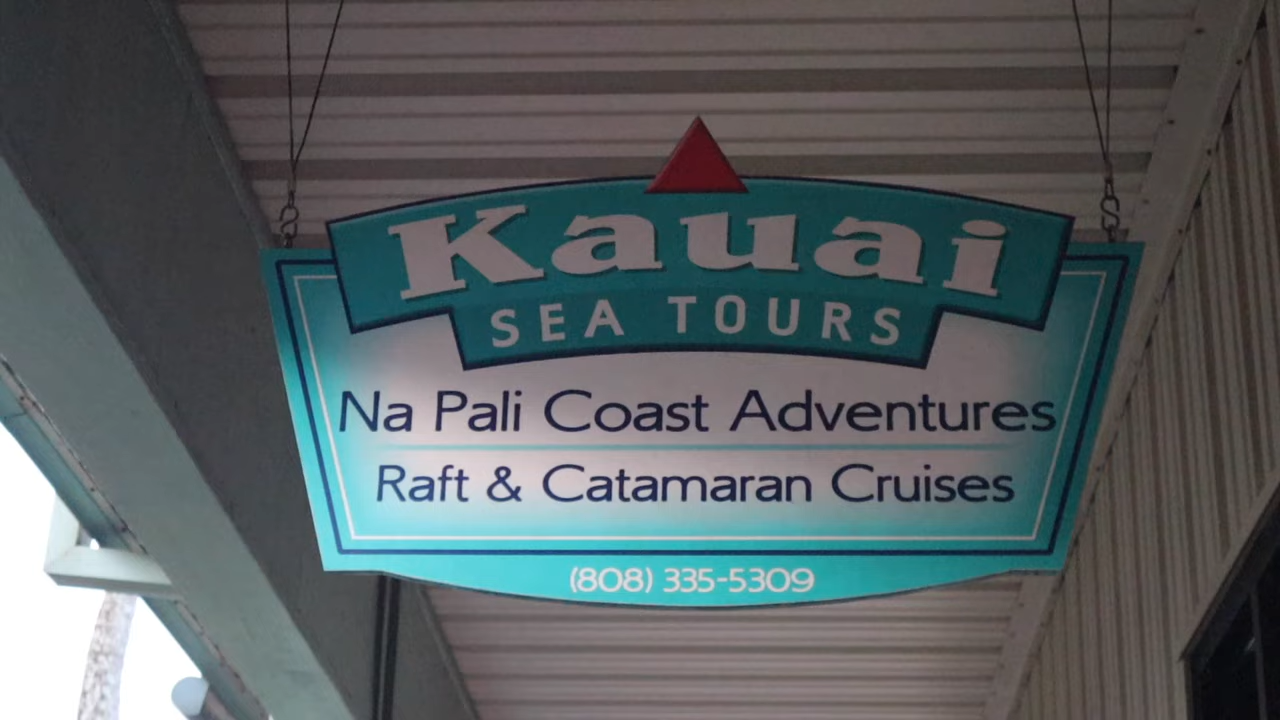 Kauai
SEA TOURS
Na Pali Coast Adventures
Raft & Catamaran Cruises
(808) 335-5309